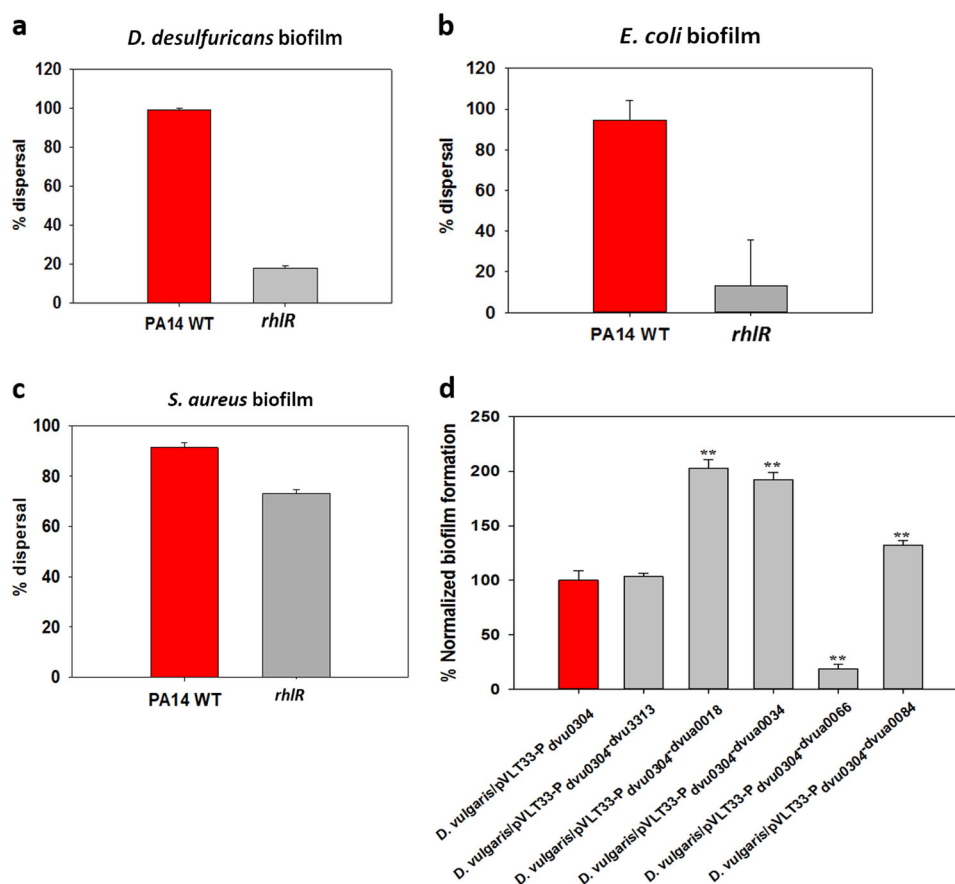 a
D. desulfuricans biofilm
% dispersal
120
100
80
60
40
20
0
PA14 WT
rhlR
b
E. coli biofilm
% dispersal
120
100
80
60
40
20
0
PA14 WT
rhlR
c
S. aureus biofilm
% dispersal
100
80
60
40
20
0
PA14 WT
rhlR
d
% Normalized biofilm formation
250
200
150
100
50
0
**
**
**
**
D. vulgaris/pVLT33-P dvu0304
D. vulgaris/pVLT33-P dvu0304-dvu3313
D. vulgaris/pVLT33-P dvu0304-dvua0018
D. vulgaris/pVLT33-P dvu0304-dvua0034
D. vulgaris/pVLT33-P dvu0304-dvua0066
D. vulgaris/pVLT33-P dvu0304-dvua0084